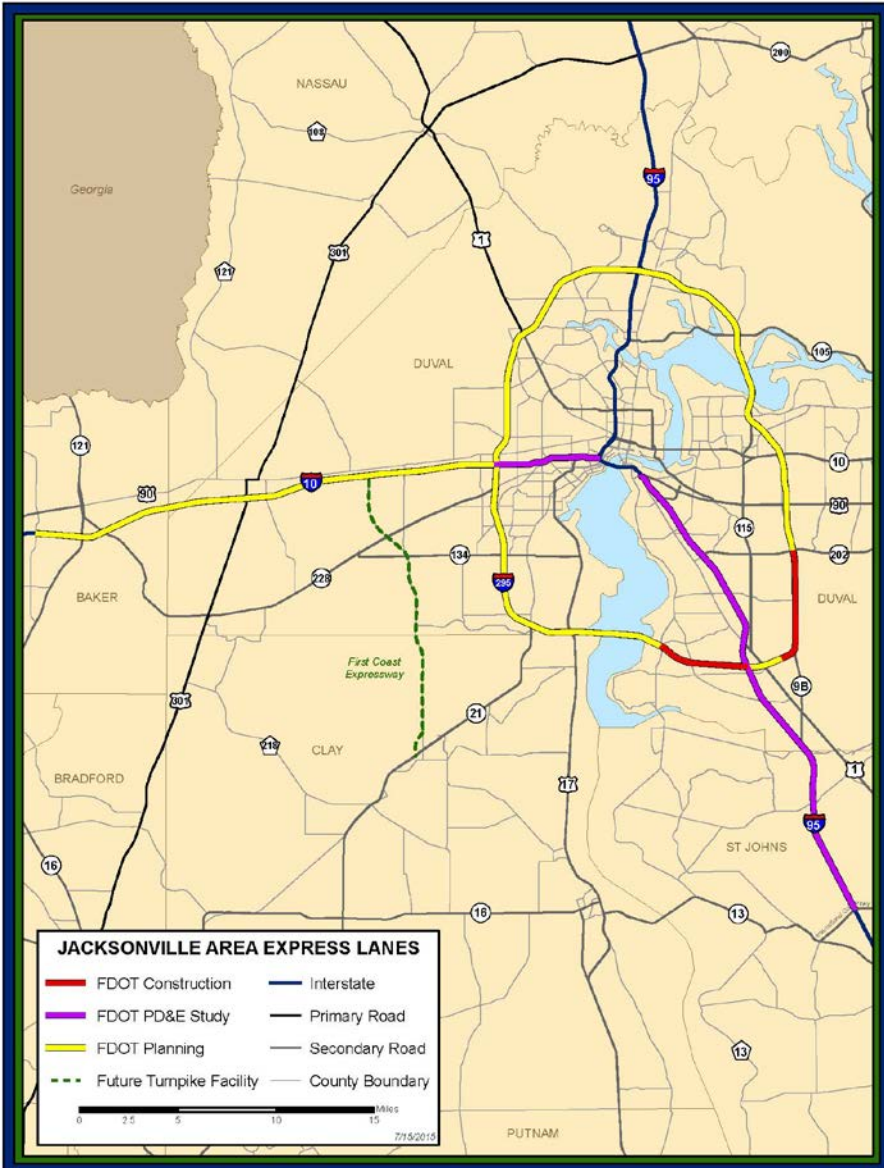 200
NASSAU
108
Georgia
95
1
301
121
DUVAL
105
121
10
90
10
90
115
134
202
228
295
BAKER
DUVAL
First Coast
Expressway
9B
301
21
218
CLAY
BRADFORD
17
1
95
ST JOHNS
16
16
13
13
PUTNAM
JACKSONVILLE AREA EXPRESS LANES
FDOT Construction
Interstate
FDOT PD&E Study
Primary Road
FDOT Planning
Secondary Road
Future Turnpike Facility
County Boundary
Miles
0 2.5 5 10 15
7/15/2015